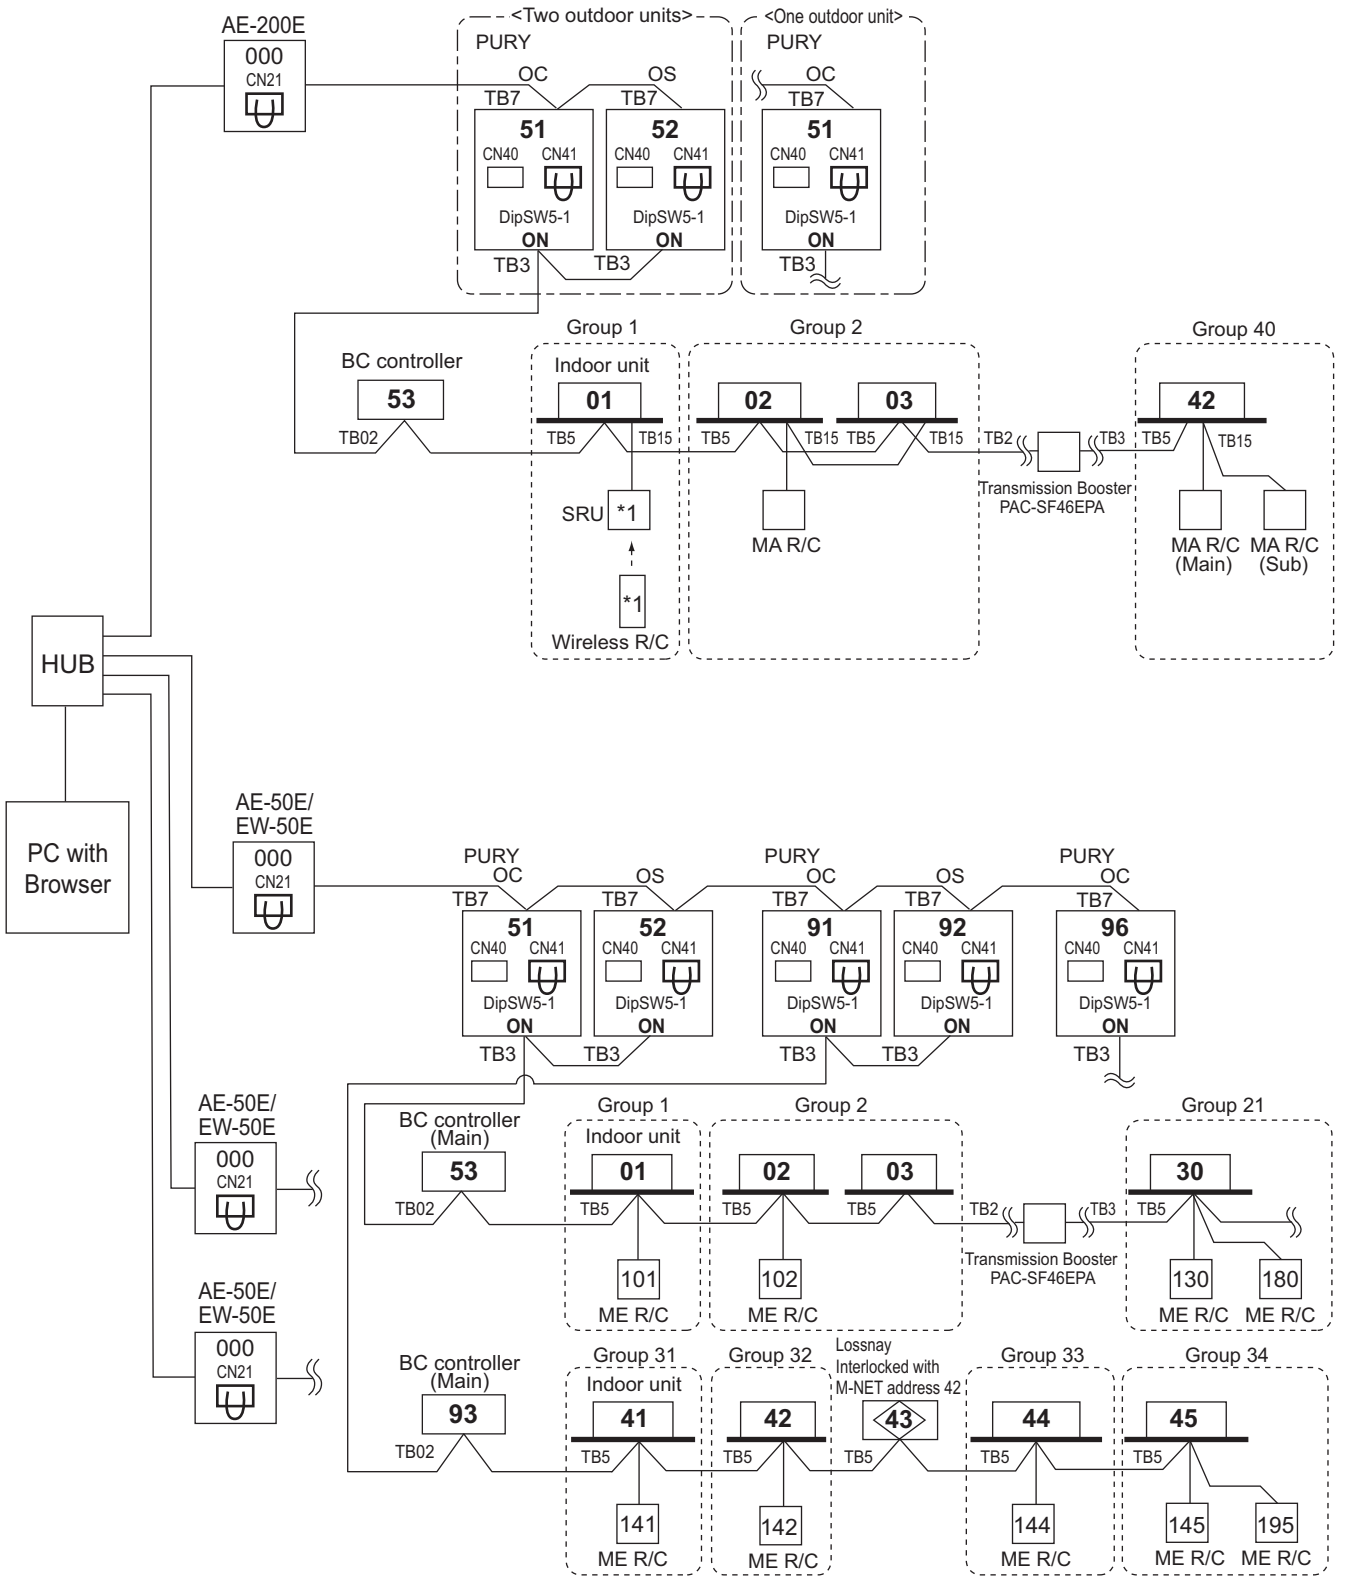 AE-200E
000
CN21
<Two outdoor units>
PURY
OC
OS
TB7
TB7
51
52
CN40 CN41
CN40 CN41
DipSW5-1
DipSW5-1
ON
ON
TB3
TB3
<One outdoor unit>
PURY
OC
TB7
51
CN40 CN41
DipSW5-1
ON
TB3
BC controller
53
TB02
Group 1
Indoor unit
01
TB5
TB15
SRU
*1
*1
Wireless R/C
Group 2
02
03
TB5
TB15
TB5
TB15
MA R/C
TB2
TB3
Transmission Booster
PAC-SF46EPA
Group 40
42
TB5
TB15
MA R/C
(Main)
MA R/C
(Sub)
HUB
PC with
Browser
AE-50E/
EW-50E
000
CN21
PURY
OC
OS
TB7
TB7
51
52
CN40 CN41
CN40 CN41
DipSW5-1
DipSW5-1
ON
ON
TB3
TB3
PURY
OC
OS
TB7
TB7
91
92
CN40 CN41
CN40 CN41
DipSW5-1
DipSW5-1
ON
ON
TB3
TB3
PURY
OC
TB7
96
CN40 CN41
DipSW5-1
ON
TB3
AE-50E/
EW-50E
000
CN21
BC controller
(Main)
53
TB02
Group 1
Indoor unit
01
TB5
101
ME R/C
Group 2
02
03
TB5
TB5
102
ME R/C
TB2
TB3
Transmission Booster
PAC-SF46EPA
Group 21
30
TB5
130
180
ME R/C
ME R/C
AE-50E/
EW-50E
000
CN21
BC controller
(Main)
93
TB02
Group 31
Indoor unit
41
TB5
141
ME R/C
Group 32
42
TB5
142
ME R/C
Lossnay
Interlocked with
M-NET address 42
43
TB5
Group 33
44
TB5
144
ME R/C
Group 34
45
TB5
145
195
ME R/C
ME R/C